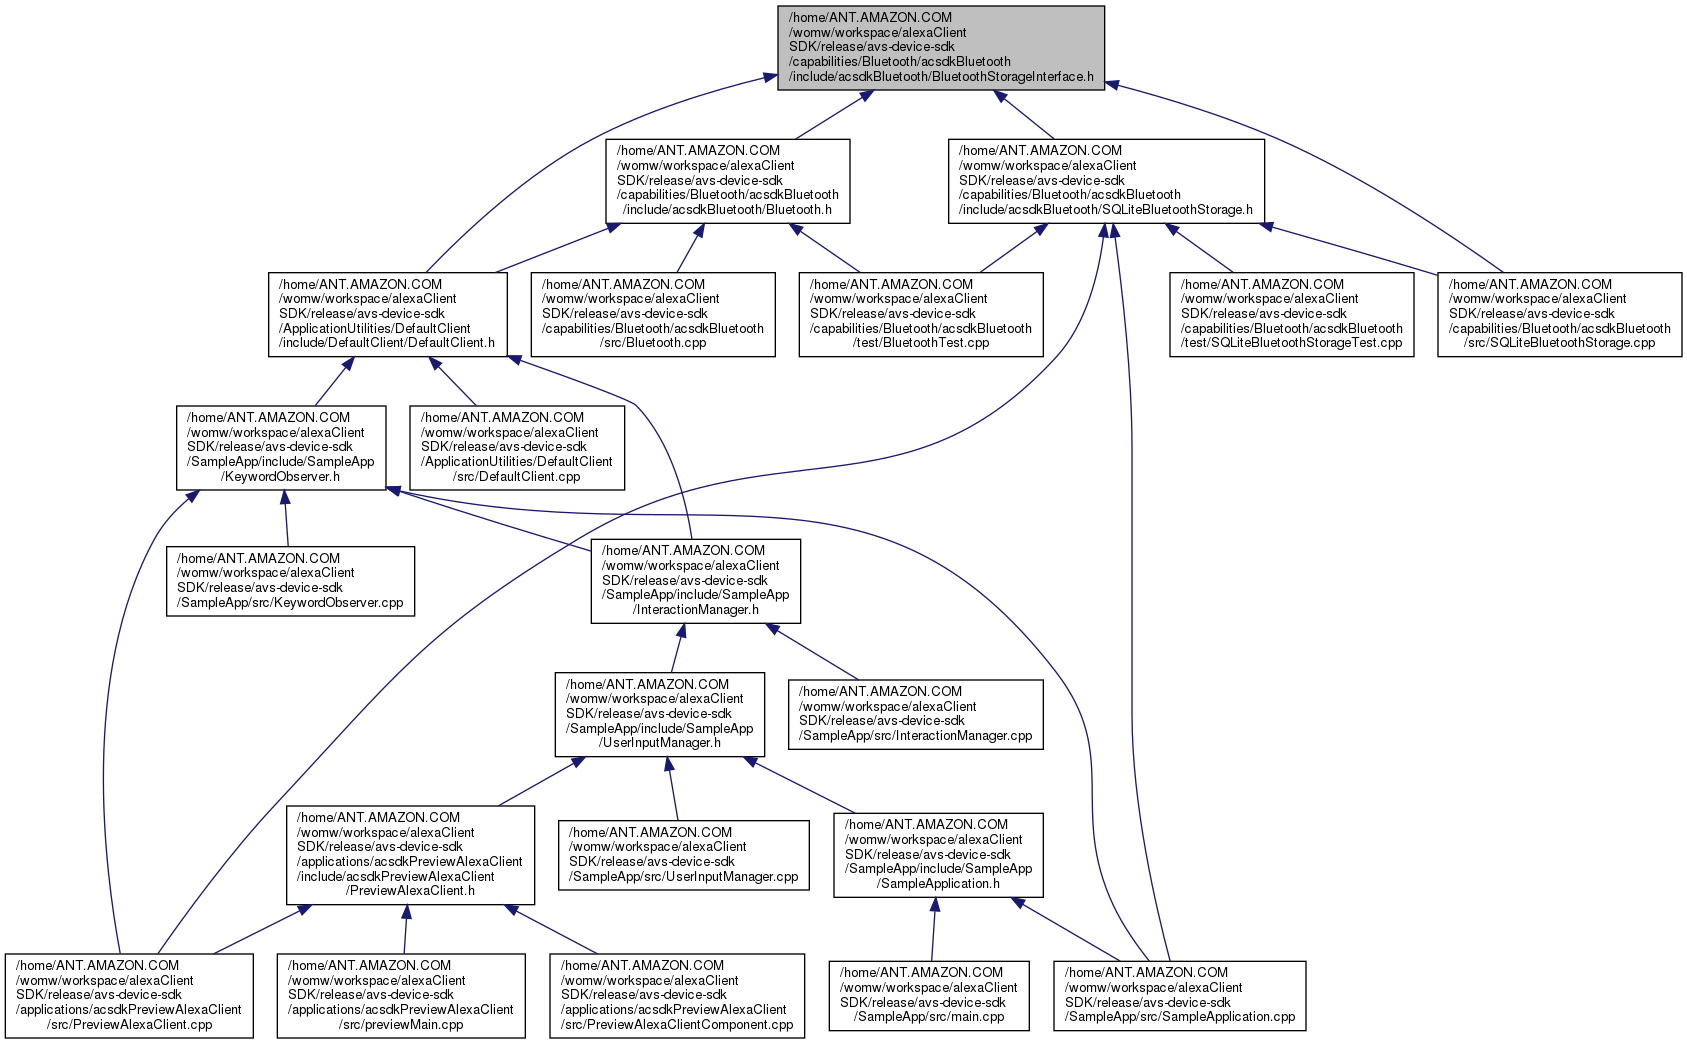 /home/ANT.AMAZON.COM
/womw/workspace/alexaClient
SDK/release/avs-device-sdk
/capabilities/Bluetooth/acsdkBluetooth
/include/acsdkBluetooth/BluetoothStorageInterface.h
/home/ANT.AMAZON.COM
/womw/workspace/alexaClient
SDK/release/avs-device-sdk
/capabilities/Bluetooth/acsdkBluetooth
/include/acsdkBluetooth/Bluetooth.h
/home/ANT.AMAZON.COM
/womw/workspace/alexaClient
SDK/release/avs-device-sdk
/capabilities/Bluetooth/acsdkBluetooth
/include/acsdkBluetooth/SQLiteBluetoothStorage.h
/home/ANT.AMAZON.COM
/womw/workspace/alexaClient
SDK/release/avs-device-sdk
/ApplicationUtilities/DefaultClient
/include/DefaultClient/DefaultClient.h
/home/ANT.AMAZON.COM
/womw/workspace/alexaClient
SDK/release/avs-device-sdk
/capabilities/Bluetooth/acsdkBluetooth
/src/Bluetooth.cpp
/home/ANT.AMAZON.COM
/womw/workspace/alexaClient
SDK/release/avs-device-sdk
/capabilities/Bluetooth/acsdkBluetooth
/test/BluetoothTest.cpp
/home/ANT.AMAZON.COM
/womw/workspace/alexaClient
SDK/release/avs-device-sdk
/capabilities/Bluetooth/acsdkBluetooth
/test/SQLiteBluetoothStorageTest.cpp
/home/ANT.AMAZON.COM
/womw/workspace/alexaClient
SDK/release/avs-device-sdk
/capabilities/Bluetooth/acsdkBluetooth
/src/SQLiteBluetoothStorage.cpp
/home/ANT.AMAZON.COM
/womw/workspace/alexaClient
SDK/release/avs-device-sdk
/SampleApp/include/SampleApp
/KeywordObserver.h
/home/ANT.AMAZON.COM
/womw/workspace/alexaClient
SDK/release/avs-device-sdk
/ApplicationUtilities/DefaultClient
/src/DefaultClient.cpp
/home/ANT.AMAZON.COM
/womw/workspace/alexaClient
SDK/release/avs-device-sdk
/SampleApp/src/KeywordObserver.cpp
/home/ANT.AMAZON.COM
/womw/workspace/alexaClient
SDK/release/avs-device-sdk
/SampleApp/include/SampleApp
/InteractionManager.h
/home/ANT.AMAZON.COM
/womw/workspace/alexaClient
SDK/release/avs-device-sdk
/SampleApp/include/SampleApp
/UserInputManager.h
/home/ANT.AMAZON.COM
/womw/workspace/alexaClient
SDK/release/avs-device-sdk
/SampleApp/src/InteractionManager.cpp
/home/ANT.AMAZON.COM
/womw/workspace/alexaClient
SDK/release/avs-device-sdk
/applications/acsdkPreviewAlexaClient
/include/acsdkPreviewAlexaClient
/PreviewAlexaClient.h
/home/ANT.AMAZON.COM
/womw/workspace/alexaClient
SDK/release/avs-device-sdk
/SampleApp/src/UserInputManager.cpp
/home/ANT.AMAZON.COM
/womw/workspace/alexaClient
SDK/release/avs-device-sdk
/SampleApp/include/SampleApp
/SampleApplication.h
/home/ANT.AMAZON.COM
/womw/workspace/alexaClient
SDK/release/avs-device-sdk
/applications/acsdkPreviewAlexaClient
/src/PreviewAlexaClient.cpp
/home/ANT.AMAZON.COM
/womw/workspace/alexaClient
SDK/release/avs-device-sdk
/applications/acsdkPreviewAlexaClient
/src/previewMain.cpp
/home/ANT.AMAZON.COM
/womw/workspace/alexaClient
SDK/release/avs-device-sdk
/applications/acsdkPreviewAlexaClient
/src/PreviewAlexaClientComponent.cpp
/home/ANT.AMAZON.COM
/womw/workspace/alexaClient
SDK/release/avs-device-sdk
/SampleApp/src/main.cpp
/home/ANT.AMAZON.COM
/womw/workspace/alexaClient
SDK/release/avs-device-sdk
/SampleApp/src/SampleApplication.cpp